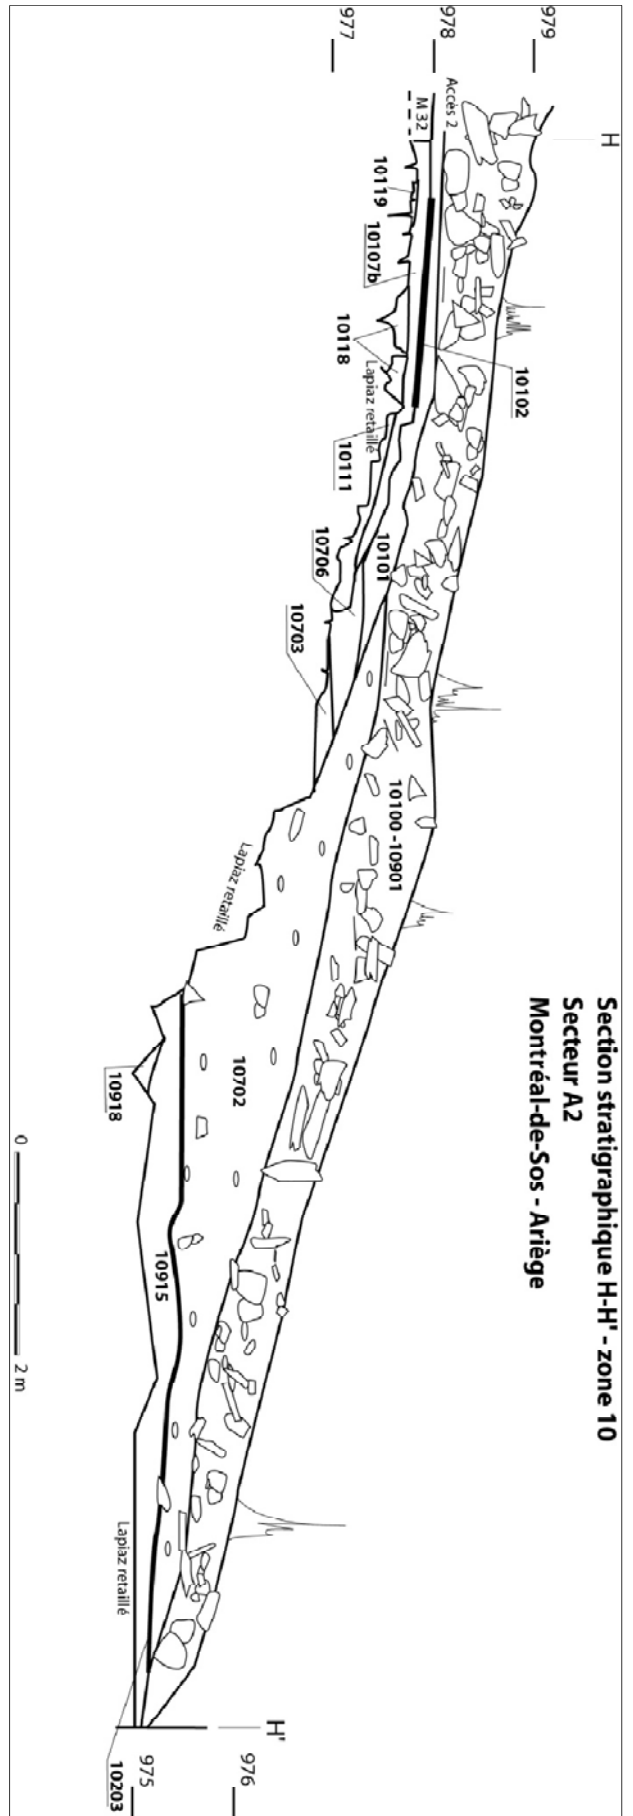 Section stratigraphique H-H' - zone 10
Secteur A2
Montréal-de-Sos - Ariège
H
979
978
977
Accès 2
M 32
10119
10107b
10118
Lapiaz retaillé
10111
10102
10101
10706
10703
10100 -10901
Lapiaz retaillé
10702
10918
10915
Lapiaz retaillé
H'
976
975
10203
0
2 m